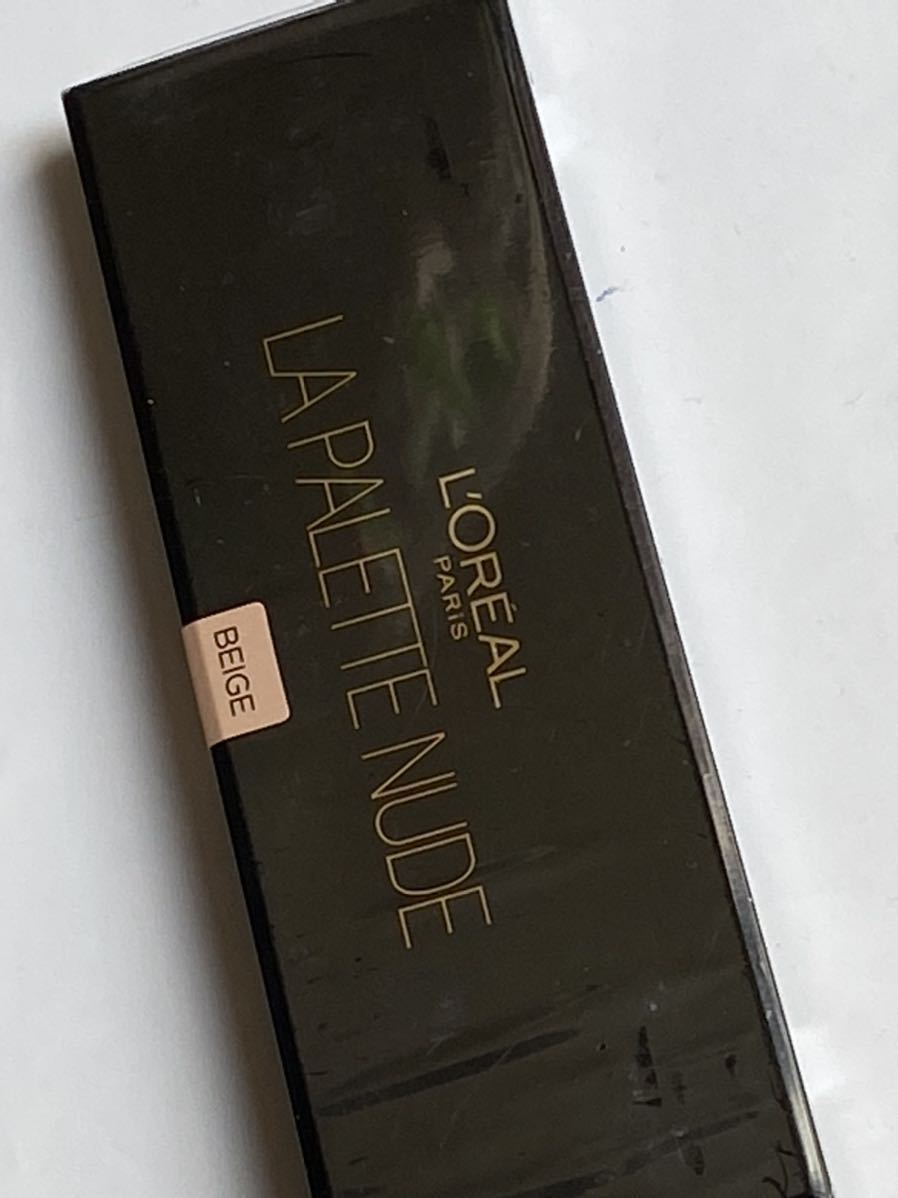 L'ORÉAL
PARIS
LA PALETTE NUDE
BEIGE